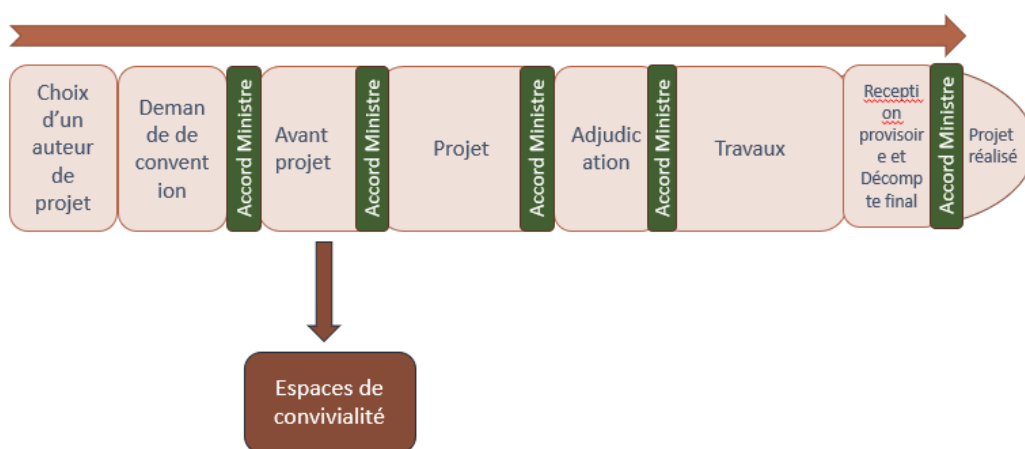 Choix
d'un
auteur
de
projet
Deman
de de
convent
ion
Accord Ministre
Avant
projet
Accord Ministre
Projet
Accord Ministre
Adjudic
ation
Accord Ministre
Travaux
Recepti
on
provisoir
e et
Décomp
te final
Accord Ministre
Projet
réalisé
Espaces de
convivialité